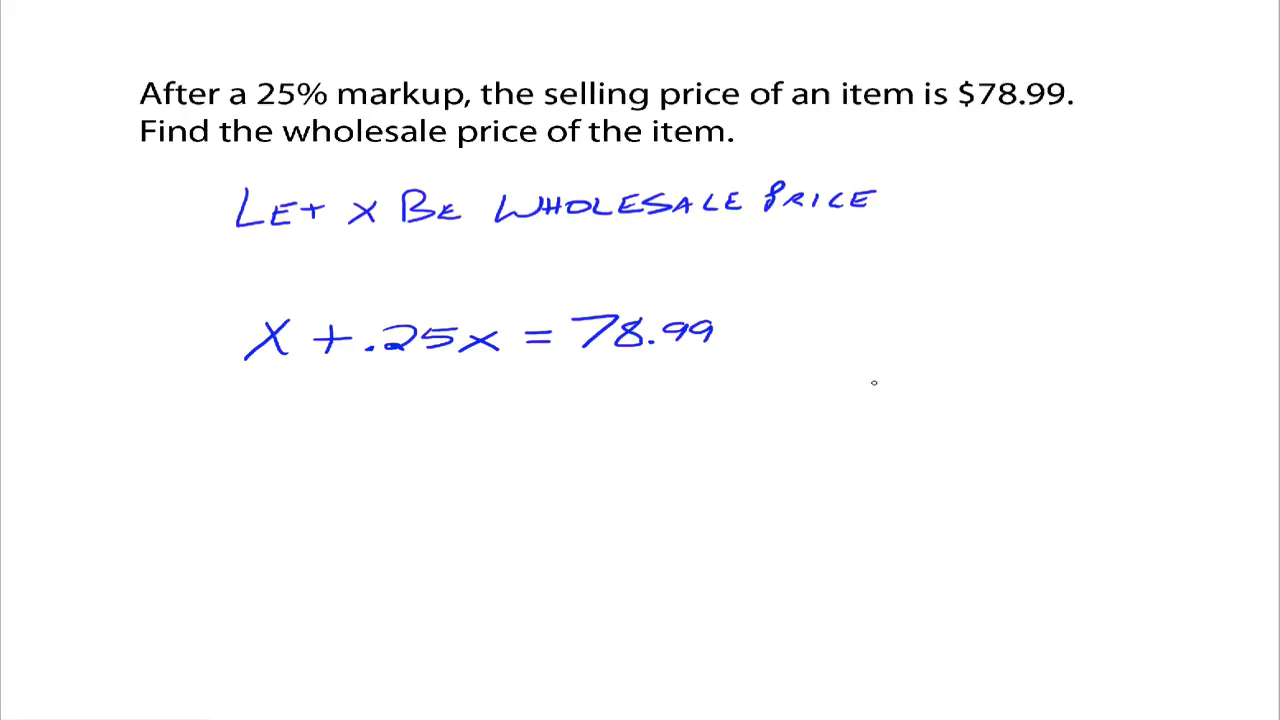 After a 25% markup, the selling price of an item is $78.99.
Find the wholesale price of the item.
LET x BE WHOLESALE PRICE
X + .25x = 78.99